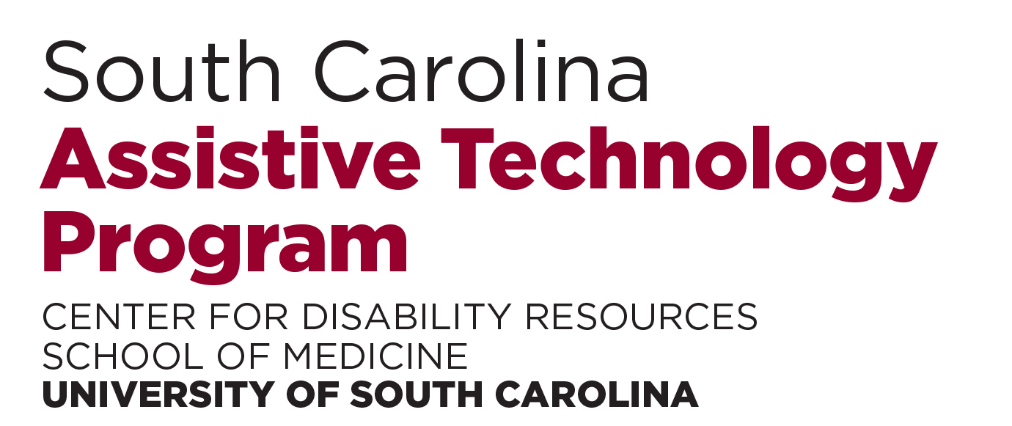 South Carolina
Assistive Technology
Program
CENTER FOR DISABILITY RESOURCES
SCHOOL OF MEDICINE
UNIVERSITY OF SOUTH CAROLINA